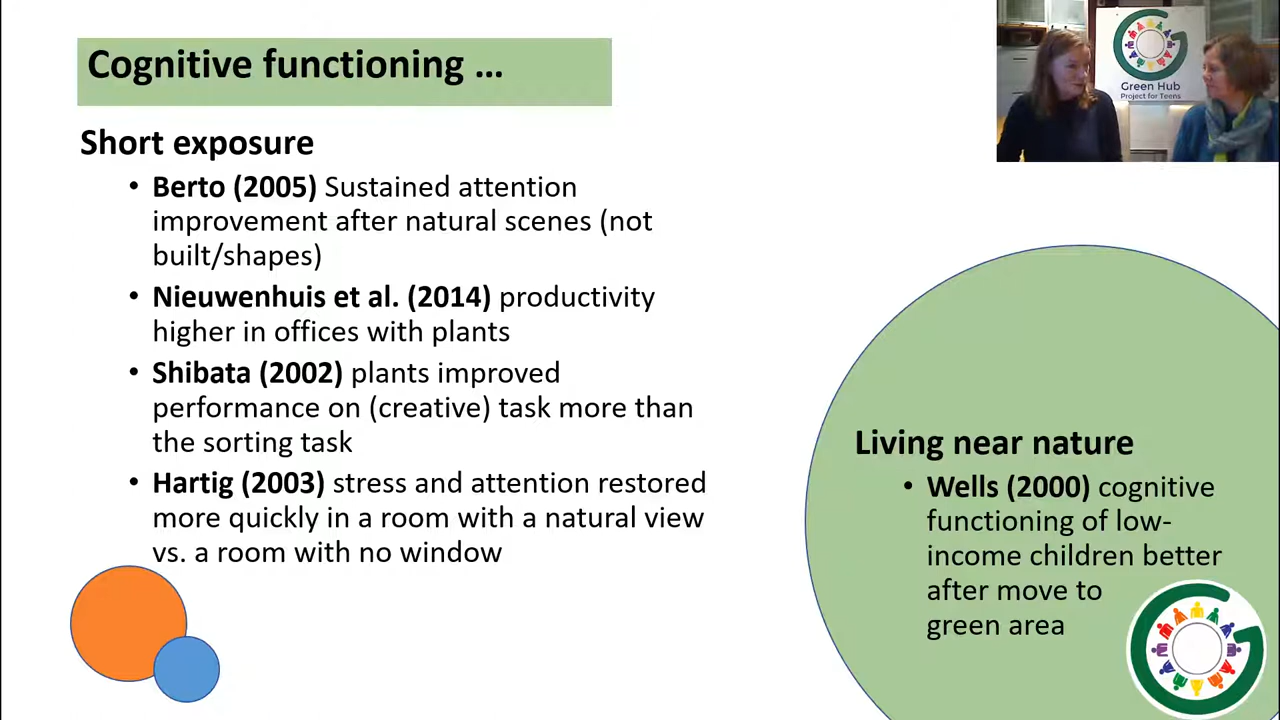 Cognitive functioning ...
Short exposure
• Berto (2005) Sustained attention
improvement after natural scenes (not
built/shapes)
• Nieuwenhuis et al. (2014) productivity
higher in offices with plants
• Shibata (2002) plants improved
performance on (creative) task more than
the sorting task
• Hartig (2003) stress and attention restored
more quickly in a room with a natural view
vs. a room with no window
Green Hub
Project for Teens
Living near nature
• Wells (2000) cognitive
functioning of low-
income children better
after move to
green area